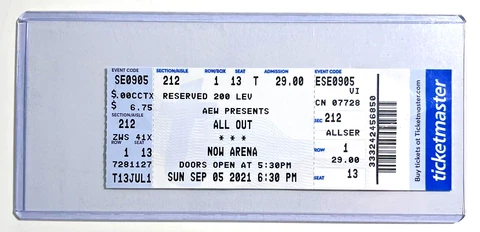 EVENT CODE SECTION/AISLE ROW/BOX SEAT ADMISSION EVENT CODE
SE0905 212 1 13 T 29.00 ESE0905
$.00CCTX RESERVED 200 LEV VI
$ 6.75 AEW PRESENTS CN 07728
SECTION/AISLE ALL OUT SEC 212
212 * * * ALLSER
ZWS 41X NOW ARENA ROW 1
ROW SEAT DOORS OPEN AT 5:30PM 29.00
1 13
7281127 SUN SEP 05 2021 6:30 PM SEAT 13
T13JUL1
333242456850
Buy tickets at Ticketmaster.com
ticketmaster